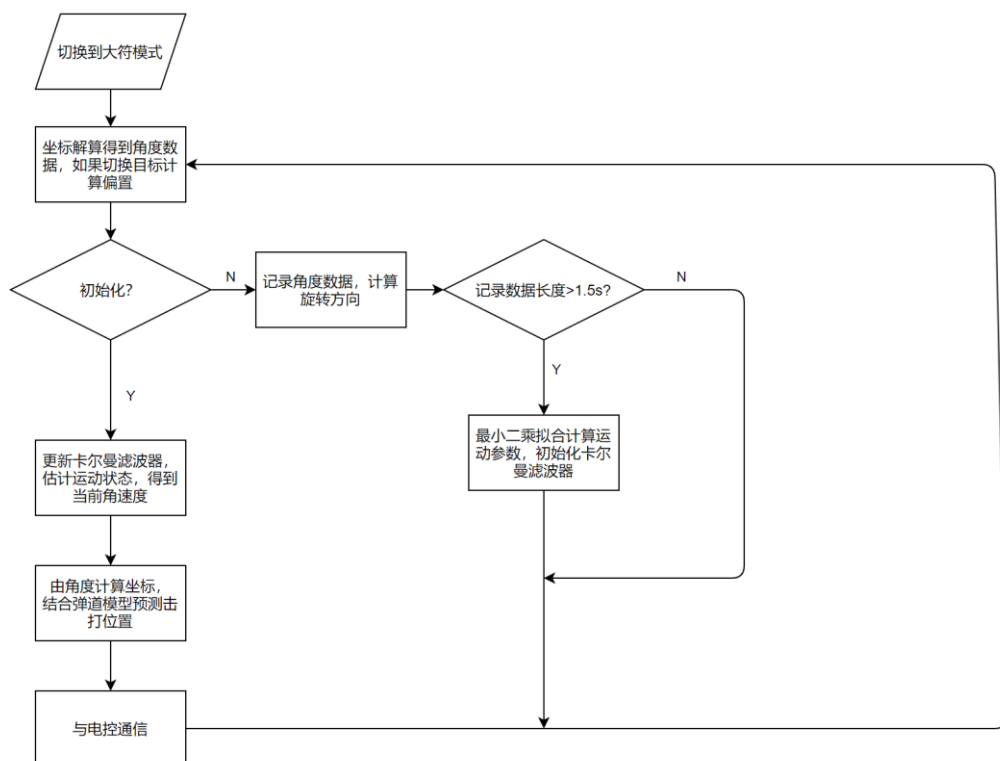 切换到大符模式
坐标解算得到角度数
据，如果切换目标计
算偏置
初始化？
N
记录角度数据，计算
旋转方向
记录数据长度>1.5s?
N
Y
Y
最小二乘拟合计算运
动参数，初始化卡尔
曼滤波器
更新卡尔曼滤波器，
估计运动状态，得到
当前角速度
由角度计算坐标，
结合弹道模型预测击
打位置
与电控通信